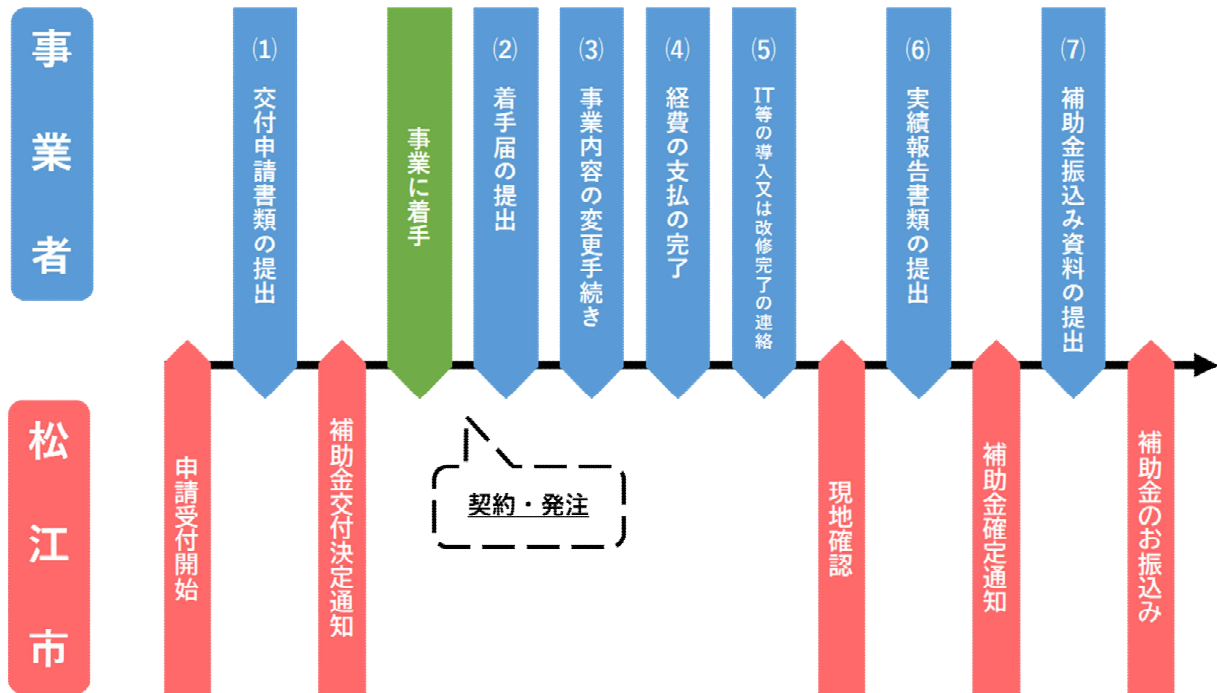 事業者
⑴ 交付申請書類の提出
事業に着手
⑵ 着手届の提出
⑶ 事業内容の変更手続き
⑷ 経費の支払の完了
⑸ IT等の導入又は改修完了の連絡
⑹ 実績報告書類の提出
⑺ 補助金振込み資料の提出
松江市
申請受付開始
補助金交付決定通知
契約・発注
現地確認
補助金確定通知
補助金のお振込み